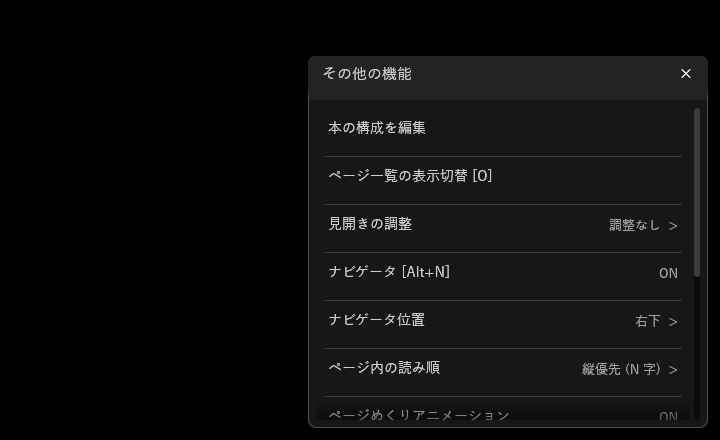 その他の機能 ×
本の構成を編集
ページ一覧の表示切替 [O]
見開きの調整 調整なし >
ナビゲータ [Alt+N] ON
ナビゲータ位置 右下 >
ページ内の読み順 縦優先 (N 字) >
ページめくりアニメーション ON